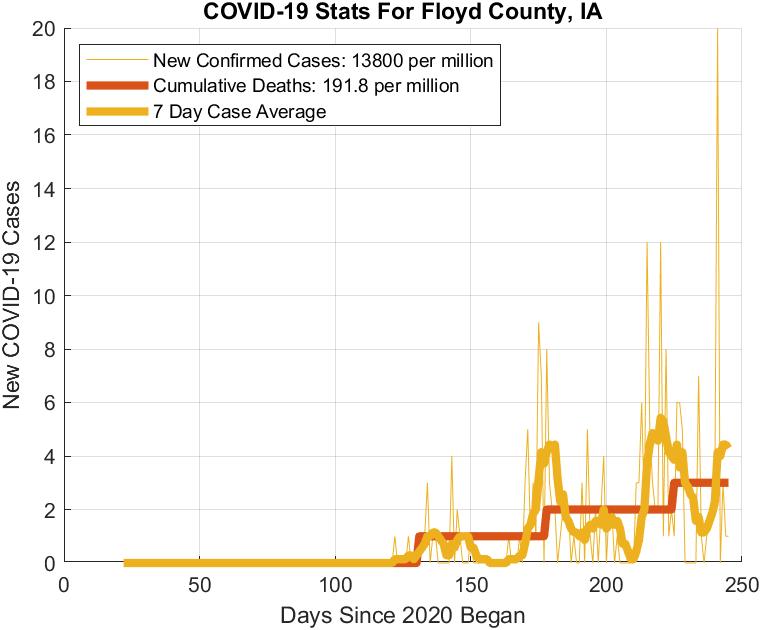 COVID-19 Stats For Floyd County, IA
New Confirmed Cases: 13800 per million
Cumulative Deaths: 191.8 per million
7 Day Case Average
New COVID-19 Cases
20
18
16
14
12
10
8
6
4
2
0
0 50 100 150 200 250
Days Since 2020 Began